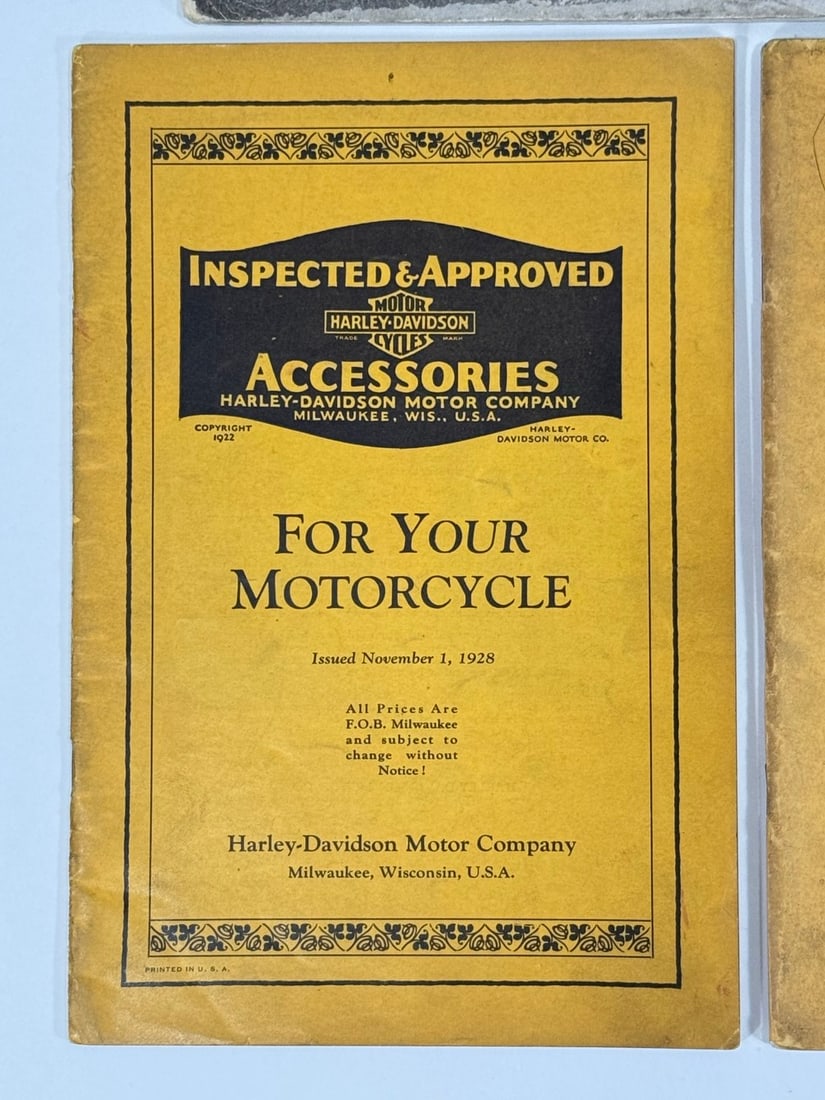 INSPECTED & APPROVED
MOTOR
HARLEY-DAVIDSON
TRADE MARK
CYCLES
ACCESSORIES
HARLEY-DAVIDSON MOTOR COMPANY
MILWAUKEE, WIS., U.S.A.
COPYRIGHT
1922
HARLEY-
DAVIDSON MOTOR CO.
FOR YOUR
MOTORCYCLE
Issued November 1, 1928
All Prices Are
F.O.B. Milwaukee
and subject to
change without
Notice!
Harley-Davidson Motor Company
Milwaukee, Wisconsin, U.S.A.
PRINTED IN U. S. A.